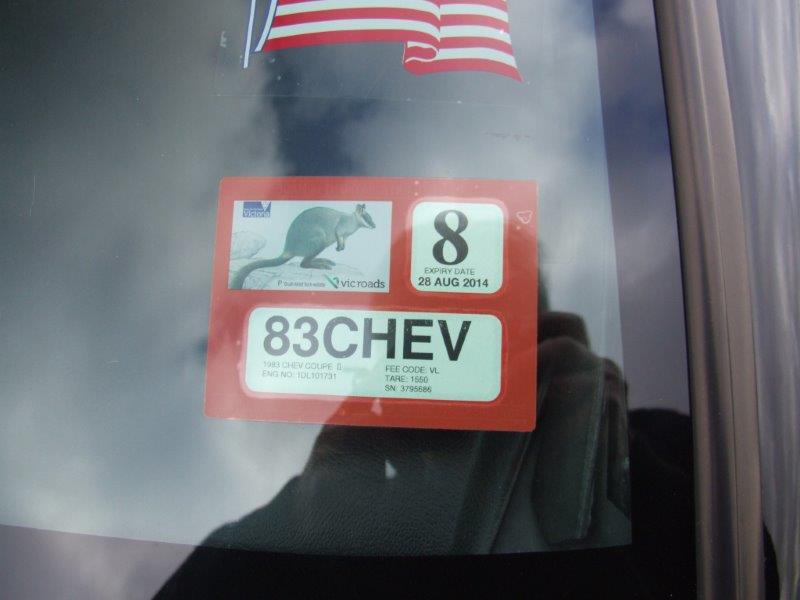 Victoria
vicroads
8
EXPIRY DATE
28 AUG 2014
83CHEV
1983 CHEV COUPE
ENG NO: 1DL101731
FEE CODE: VL
TARE: 1550
SN: 3795686